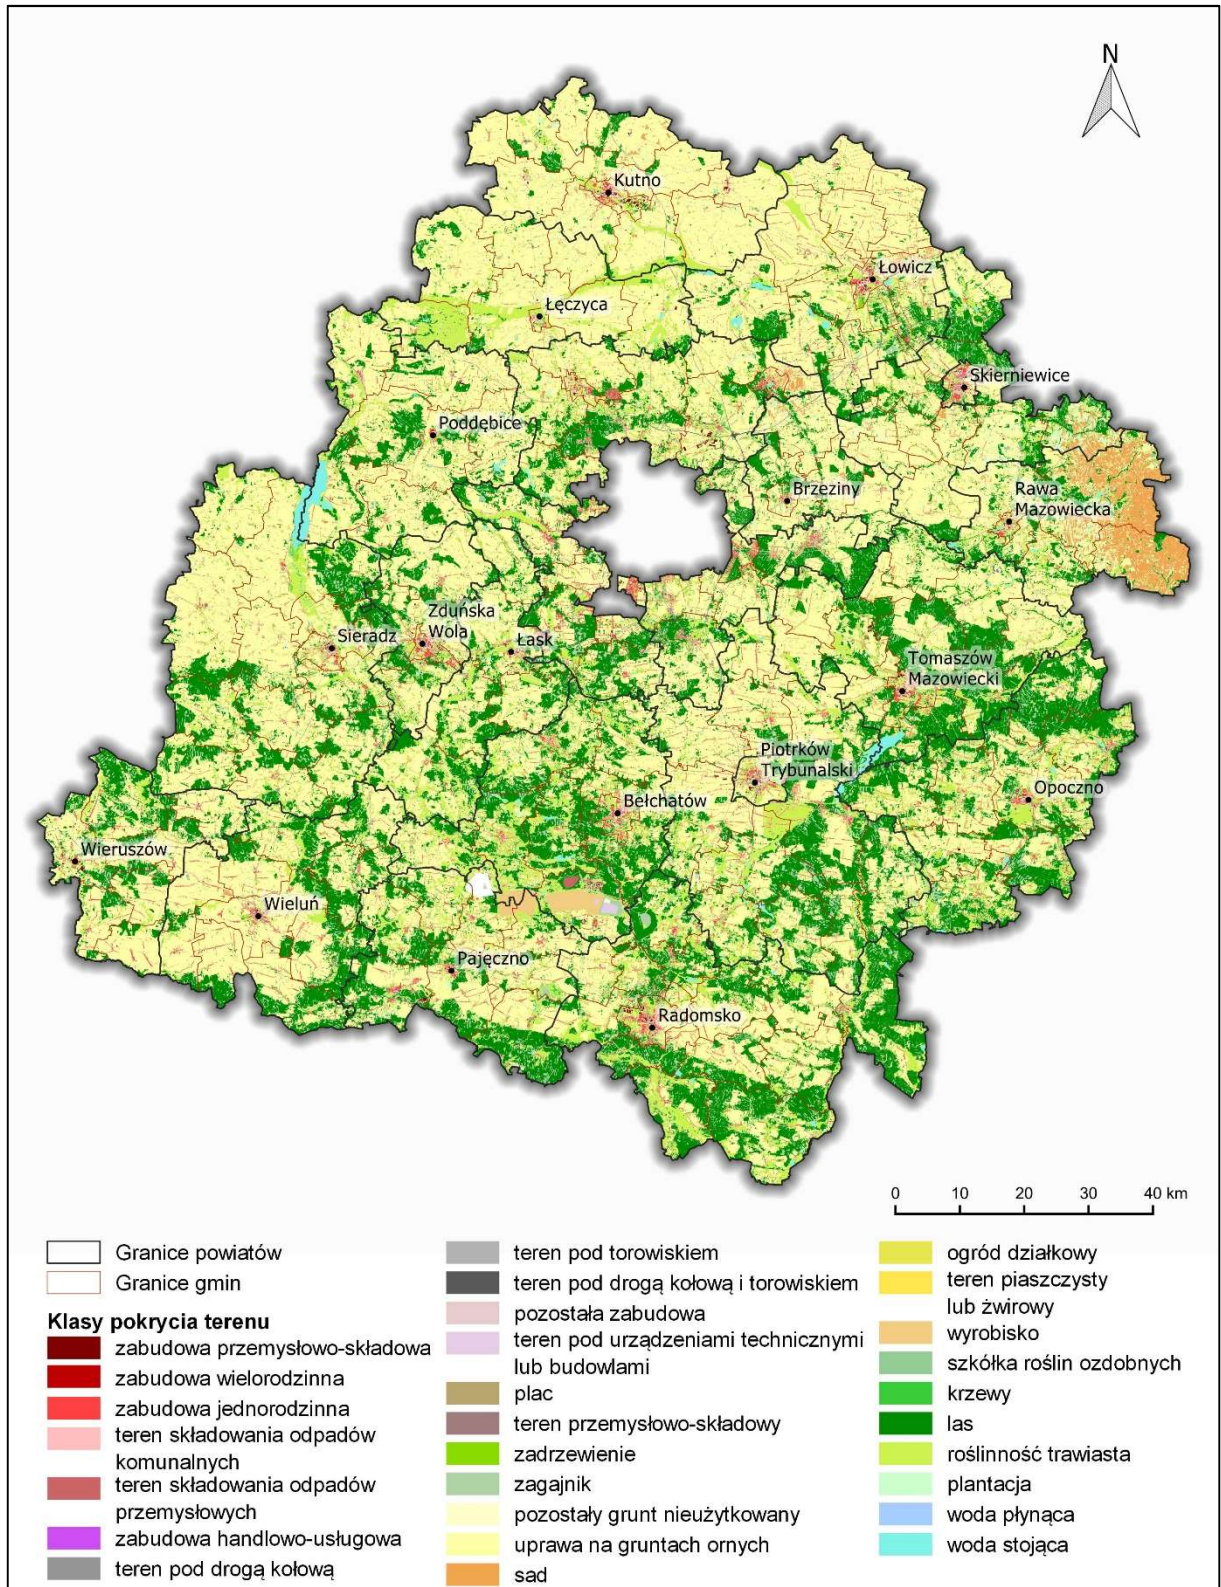 N
Kutno
Łowicz
Łęczyca
Skierniewice
Poddębice
Brzeziny
Rawa
Mazowiecka
Zduńska
Wola
Sieradz
Łask
Tomaszów
Mazowiecki
Piotrków
Trybunalski
Opoczno
Bełchatów
Wieruszów
Wieluń
Pajęczno
Radomsko
0 10 20 30 40 km
Granice powiatów
Granice gmin
Klasy pokrycia terenu
zabudowa przemysłowo-składowa
zabudowa wielorodzinna
zabudowa jednorodzinna
teren składowania odpadów
komunalnych
teren składowania odpadów
przemysłowych
zabudowa handlowo-usługowa
teren pod drogą kołową
teren pod torowiskiem
teren pod drogą kołową i torowiskiem
pozostała zabudowa
teren pod urządzeniami technicznymi
lub budowlami
plac
teren przemysłowo-składowy
zadrzewienie
zagajnik
pozostały grunt nieużytkowany
uprawa na gruntach ornych
sad
ogród działkowy
teren piaszczysty
lub żwirowy
wyrobisko
szkółka roślin ozdobnych
krzewy
las
roślinność trawiasta
plantacja
woda płynąca
woda stojąca